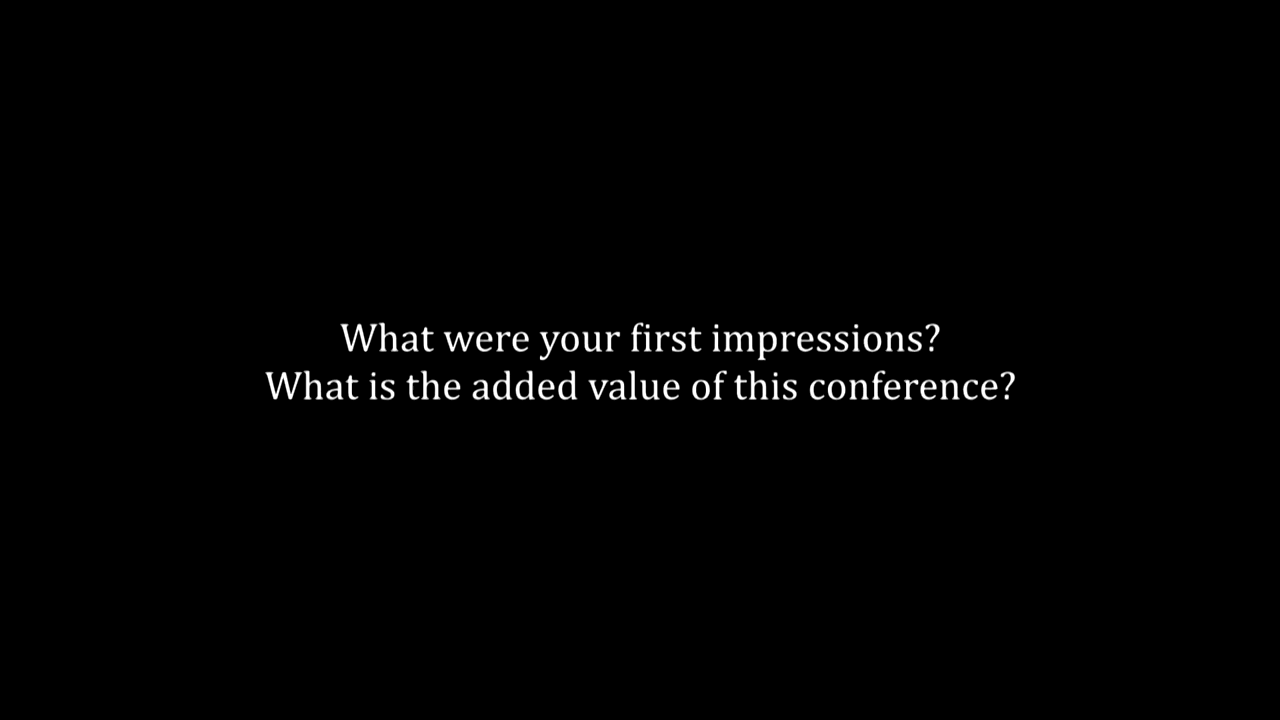 What were your first impressions?
What is the added value of this conference?